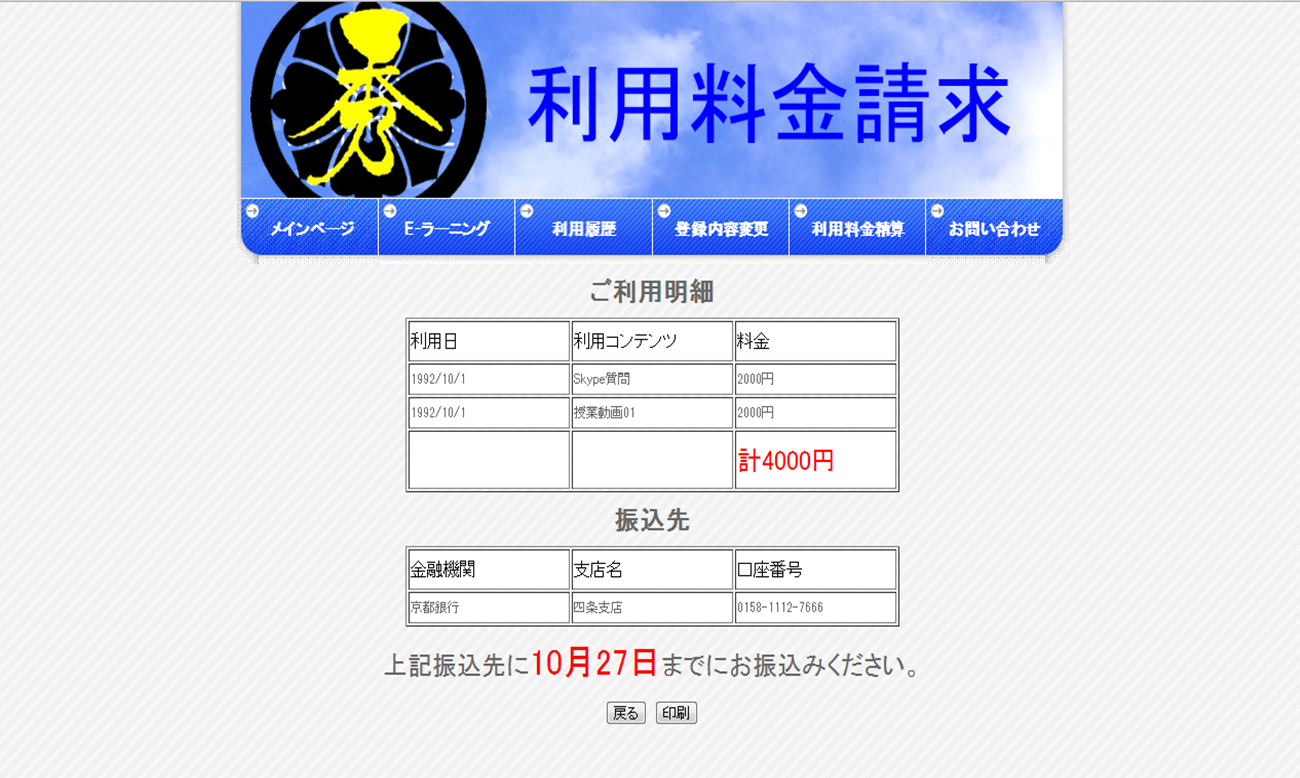 秀
利用料金請求
メインページ E-ラーニング 利用履歴 登録内容変更 利用料金精算 お問い合わせ
ご利用明細
利用日 利用コンテンツ 料金
1992/10/1 Skype質問 2000円
1992/10/1 授業動画01 2000円
計4000円
振込先
金融機関 支店名 口座番号
京都銀行 四条支店 0158-1112-7666
上記振込先に10月27日までにお振込みください。
戻る 印刷